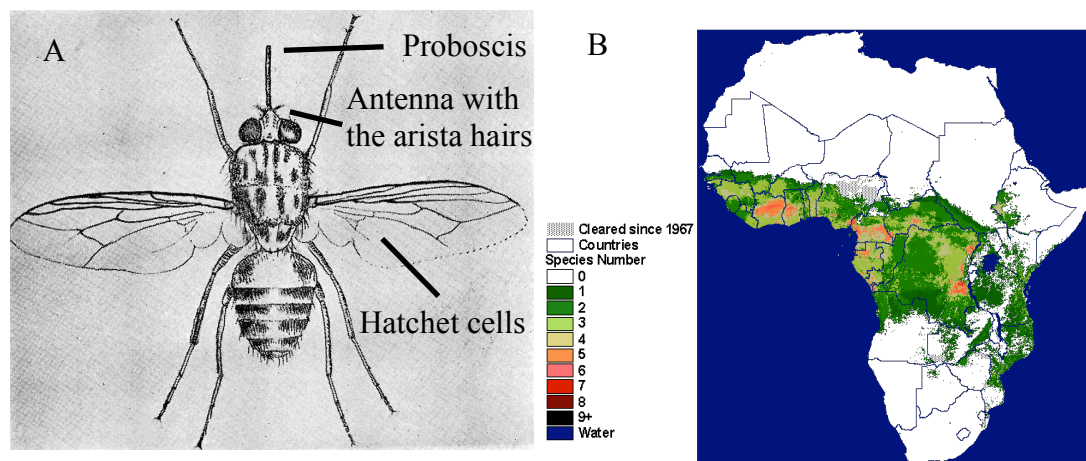 A
Proboscis
Antenna with
the arista hairs
Hatchet cells
B
Cleared since 1967
Countries
Species Number
0
1
2
3
4
5
6
7
8
9+
Water